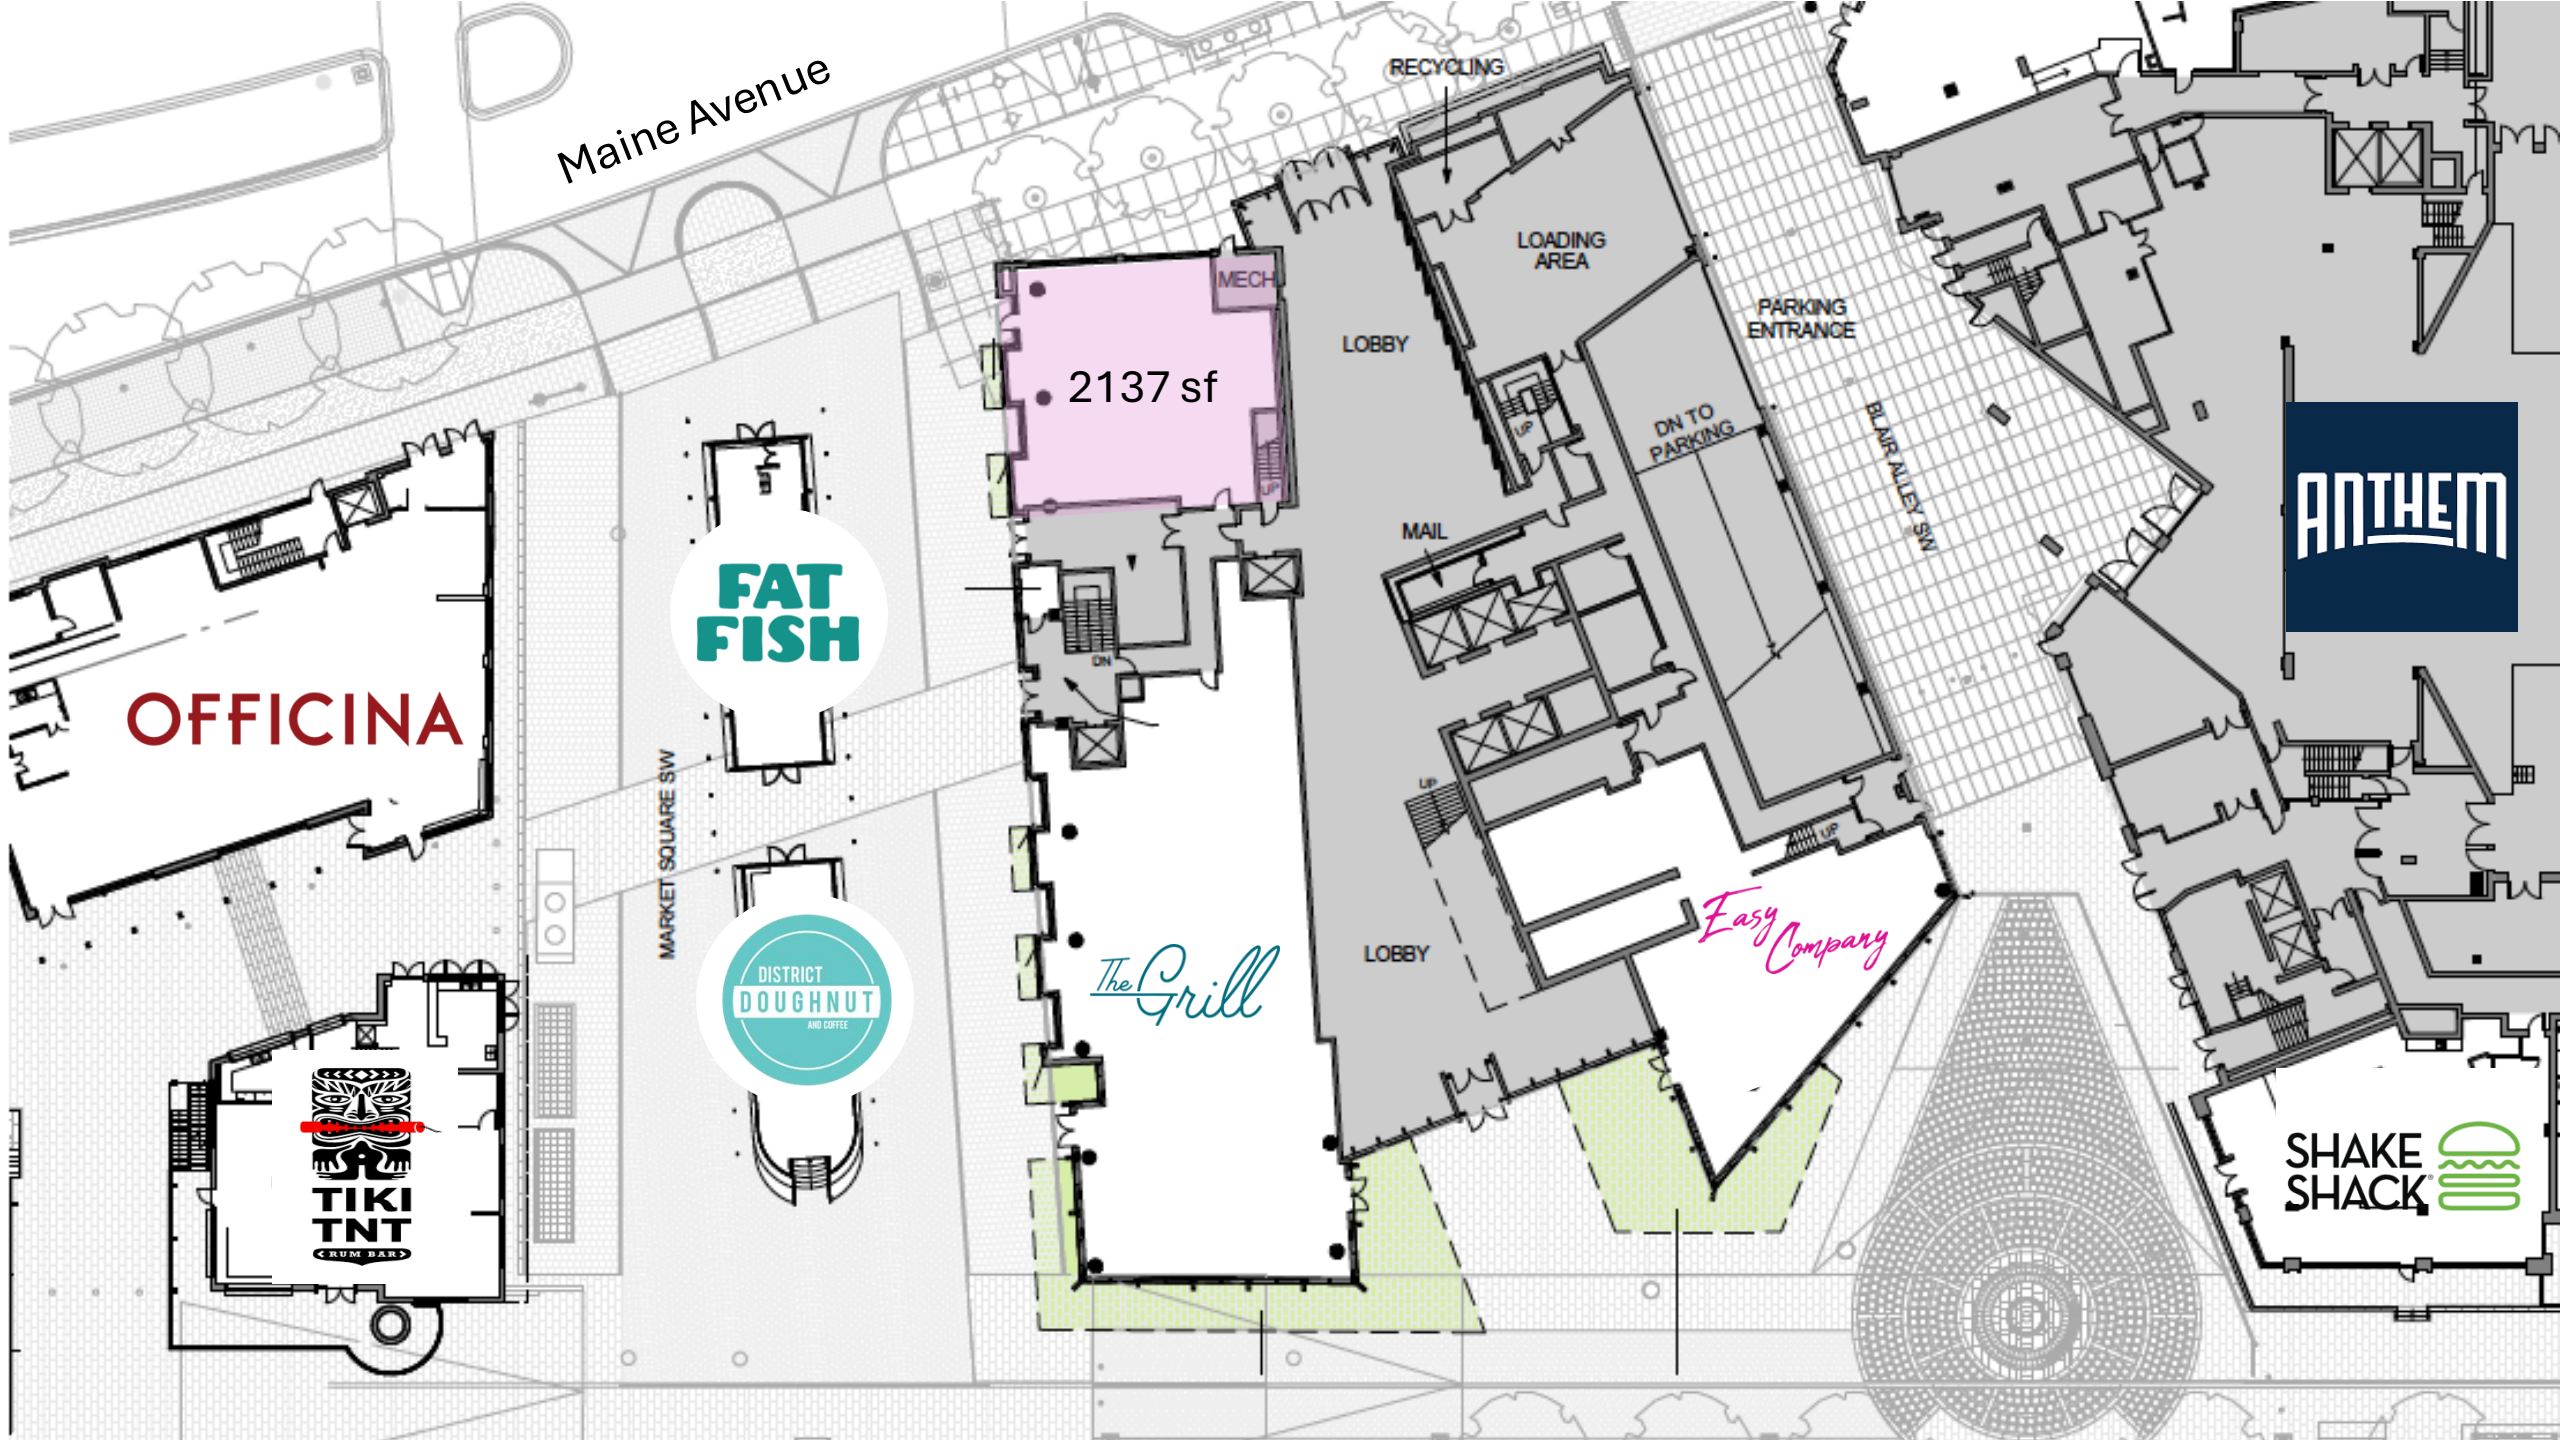 Maine Avenue
RECYCLING
LOADING
AREA
MECH
PARKING
ENTRANCE
LOBBY
2137 sf
UP
DN TO
PARKING
BLAIR ALLEY SW
ANTHEM
UP
MAIL
FAT
FISH
DN
OFFICINA
MARKET SQUARE SW
UP
UP
Easy
Company
LOBBY
The Grill
DISTRICT
DOUGHNUT
AND COFFEE
TIKI
TNT
RUM BAR
SHAKE
SHACK